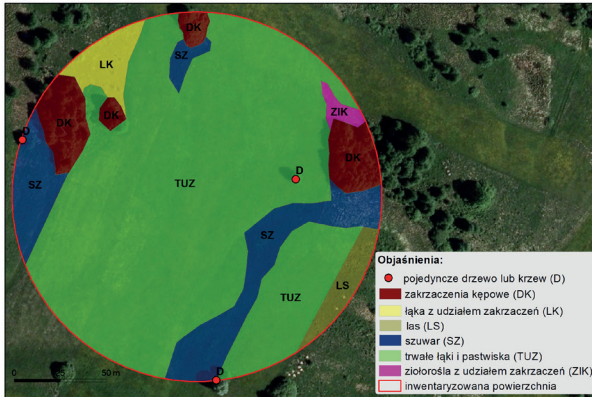 DK
SZ
LK
ZIK
DK
DK
D
DK
D
SZ
TUZ
SZ
LS
TUZ
D
0
50 m
Objaśnienia:
pojedyncze drzewo lub krzew (D)
zakrzaczenia kępowe (DK)
łąka z udziałem zakrzaczeń (LK)
las (LS)
szuwar (SZ)
trwałe łąki i pastwiska (TUZ)
ziołorośla z udziałem zakrzaczeń (ZIK)
inwentaryzowana powierzchnia